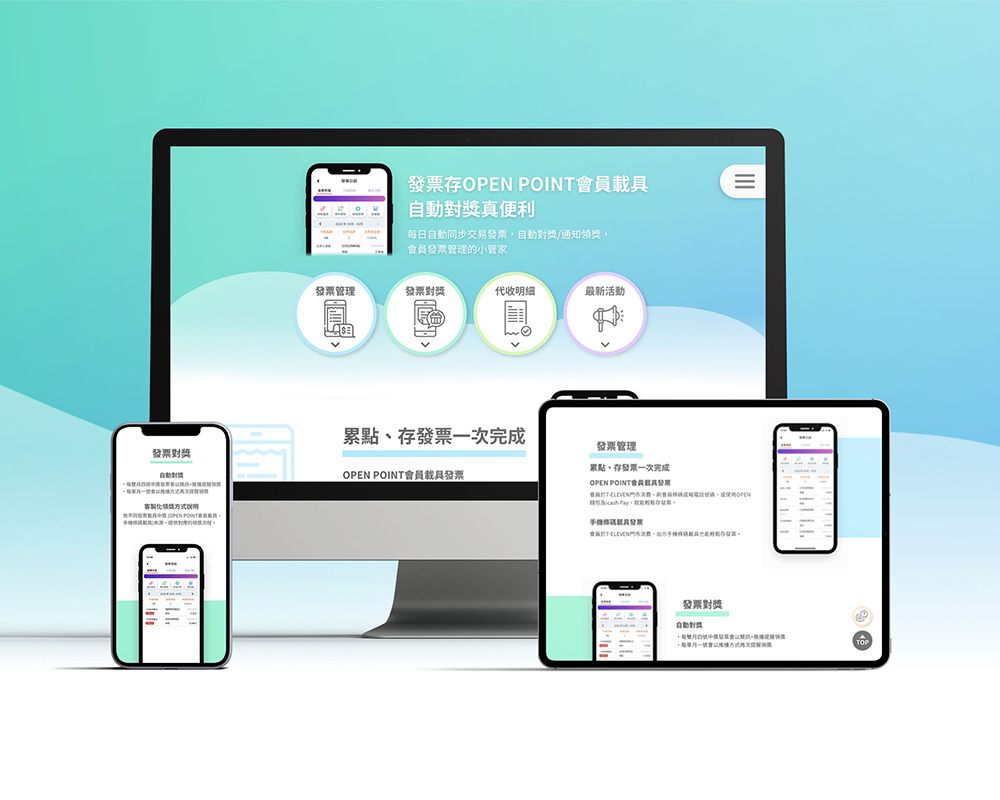 發票存OPEN POINT會員載具
自動對獎真便利
每日自動同步交易發票，自動對獎/通知領獎，
會員發票管理的小管家
發票管理
發票對獎
代收明細
最新活動
累點、存發票一次完成
OPEN POINT會員載具發票
發票對獎
自動對獎
・每雙月四號中獎發票會以簡訊+推播提醒領獎
・每單月一號會以推播方式再次提醒領獎
客製化領獎方式說明
依不同發票載具中獎 (OPEN POINT會員載具、
手機條碼載具)來源，提供對應的領獎流程。
發票管理
累點、存發票一次完成
OPEN POINT會員載具發票
會員於7-ELEVEN門市消費，刷會員條碼或報電話號碼，或使用OPEN
錢包及icash Pay，就能輕鬆存發票。
手機條碼載具發票
會員於7-ELEVEN門市消費，出示手機條碼載具也能輕鬆存發票。
發票對獎
自動對獎
・每雙月四號中獎發票會以簡訊+推播提醒領獎
・每單月一號會以推播方式再次提醒領獎
TOP